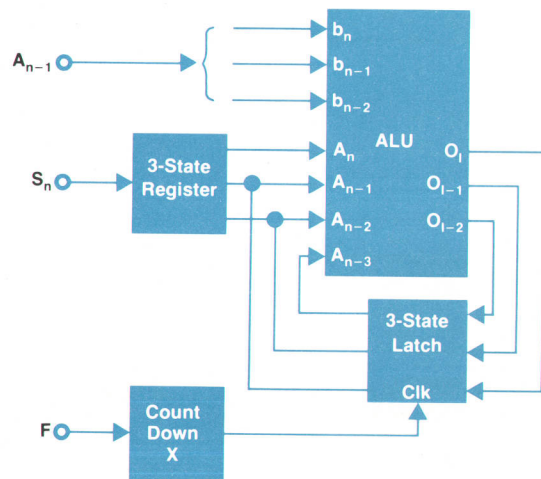 A_{n-1}
b_n
b_{n-1}
b_{n-2}
ALU
A_n
A_{n-1}
A_{n-2}
A_{n-3}
O_I
O_{I-1}
O_{I-2}
S_n
3-State
Register
3-State
Latch
Clk
F
Count
Down
X